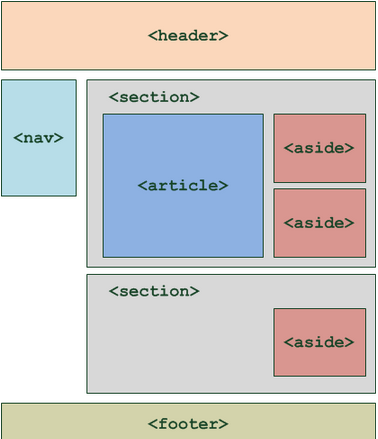 <header>
<nav>
<section>
<article>
<aside>
<aside>
<section>
<aside>
<footer>